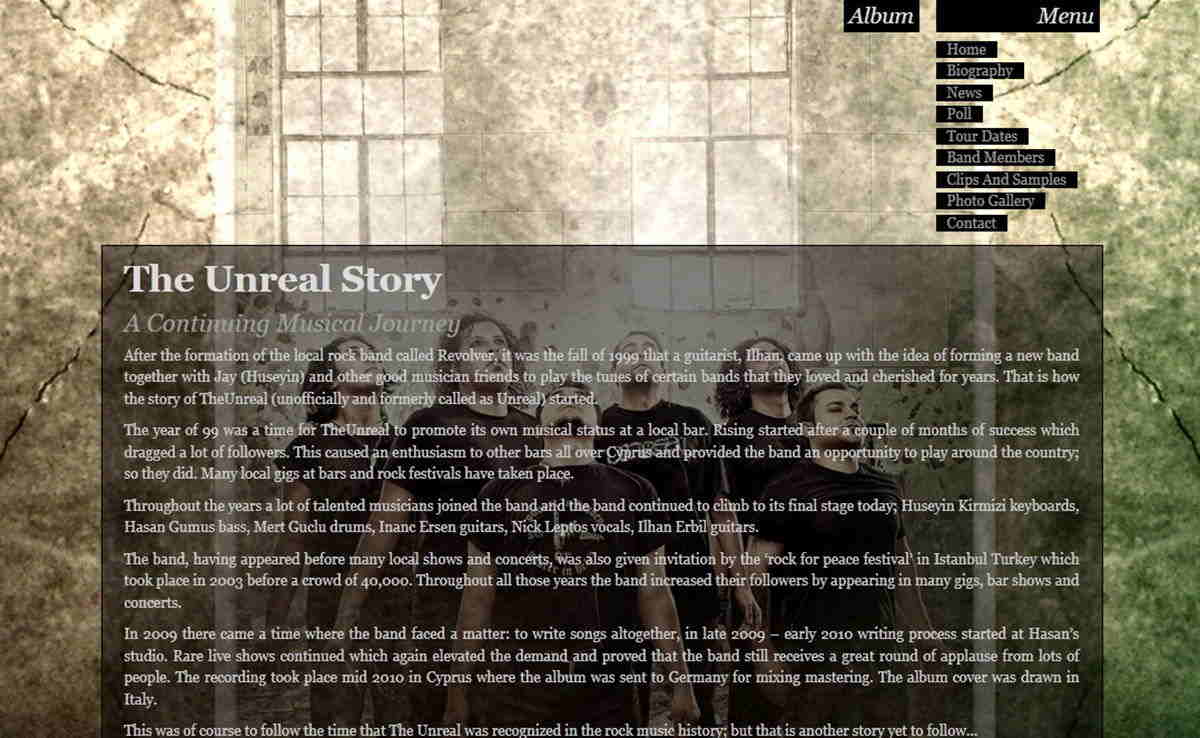 Album
Menu
Home
Biography
News
Poll
Tour Dates
Band Members
Clips And Samples
Photo Gallery
Contact
The Unreal Story
A Continuing Musical Journey
After the formation of the local rock band called Revolver, it was the fall of 1999 that a guitarist, Ilhan, came up with the idea of forming a new band
together with Jay (Huseyin) and other good musician friends to play the tunes of certain bands that they loved and cherished for years. That is how
the story of TheUnreal (unofficially and formerly called as Unreal) started.
The year of 99 was a time for TheUnreal to promote its own musical status at a local bar. Rising started after a couple of months of success which
dragged a lot of followers. This caused an enthusiasm to other bars all over Cyprus and provided the band an opportunity to play around the country;
so they did. Many local gigs at bars and rock festivals have taken place.
Throughout the years a lot of talented musicians joined the band and the band continued to climb to its final stage today; Huseyin Kirmizi keyboards,
Hasan Gumus bass, Mert Guclu drums, Inanc Ersen guitars, Nick Leptos vocals, Ilhan Erbil guitars.
The band, having appeared before many local shows and concerts, was also given invitation by the 'rock for peace festival' in Istanbul Turkey which
took place in 2003 before a crowd of 40,000. Throughout all those years the band increased their followers by appearing in many gigs, bar shows and
concerts.
In 2009 there came a time where the band faced a matter: to write songs altogether, in late 2009 – early 2010 writing process started at Hasan's
studio. Rare live shows continued which again elevated the demand and proved that the band still receives a great round of applause from lots of
people. The recording took place mid 2010 in Cyprus where the album was sent to Germany for mixing mastering. The album cover was drawn in
Italy.
This was of course to follow the time that The Unreal was recognized in the rock music history; but that is another story yet to follow...